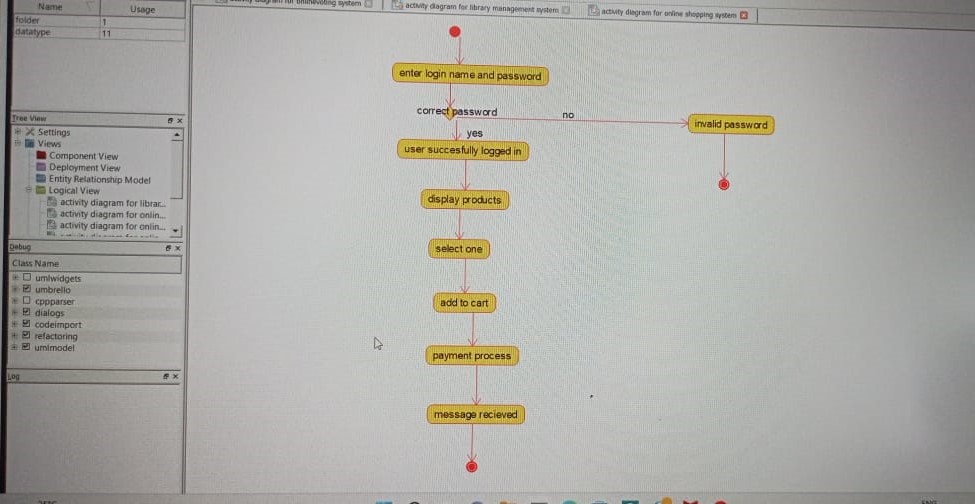 Name Usage
folder 1
datatype 11
activity diagram for library management system
activity diagram for online shopping system
enter login name and password
correct password
no
invalid password
yes
user succesfully logged in
display products
select one
add to cart
payment process
message recieved
Tree View
Settings
Views
Component View
Deployment View
Entity Relationship Model
Logical View
activity diagram for librar...
activity diagram for onlin...
activity diagram for onlin...
Debug
Class Name
umlwidgets
umbrello
cppparser
dialogs
codeimport
refactoring
umlmodel
Log